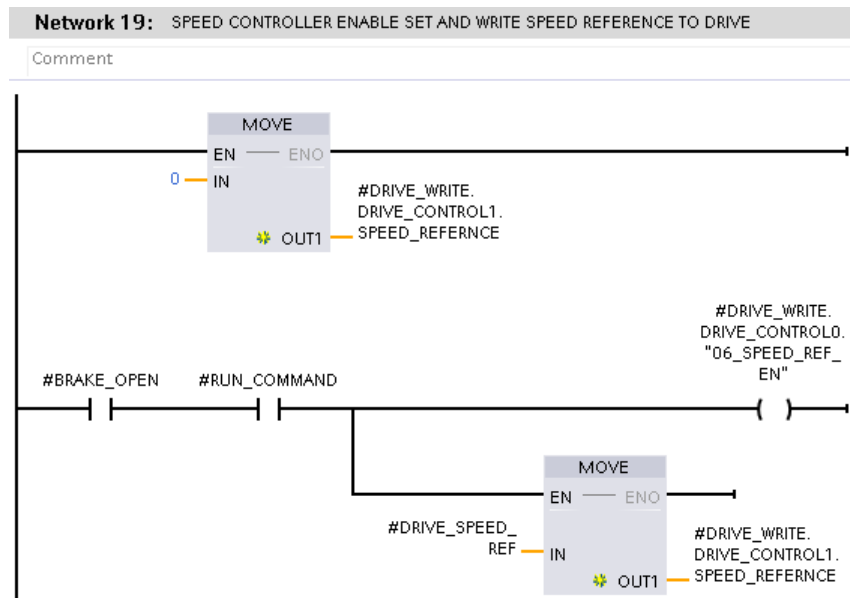 Network 19: SPEED CONTROLLER ENABLE SET AND WRITE SPEED REFERENCE TO DRIVE
Comment
MOVE
EN ENO
0 IN
#DRIVE_WRITE.
DRIVE_CONTROL1.
SPEED_REFERNCE
OUT1
#DRIVE_WRITE.
DRIVE_CONTROL0.
"06_SPEED_REF_
EN"
#BRAKE_OPEN #RUN_COMMAND
MOVE
EN ENO
#DRIVE_SPEED_
REF
IN
#DRIVE_WRITE.
DRIVE_CONTROL1.
SPEED_REFERNCE
OUT1